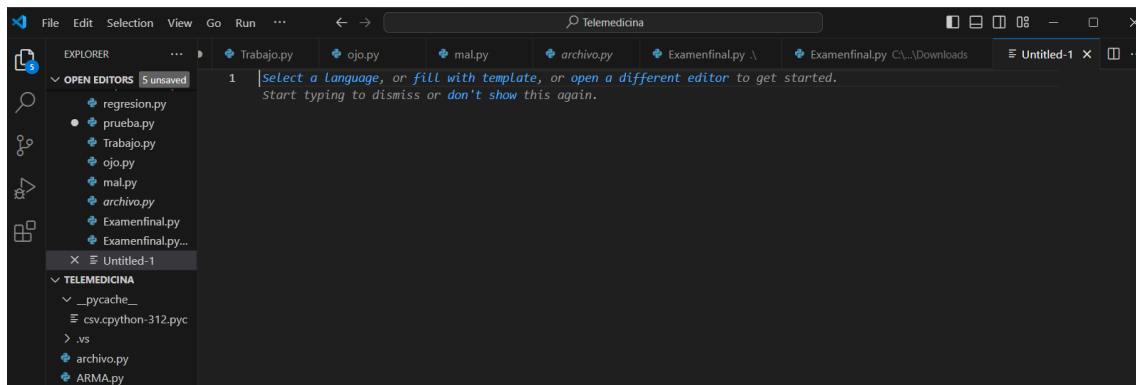 File Edit Selection View Go Run ··· ← → Telemedicina
EXPLORER ···
Trabajo.py ojo.py mal.py archivo.py Examenfinal.py .\ Examenfinal.py C:\...\Downloads Untitled-1
OPEN EDITORS 5 unsaved
regresion.py
prueba.py
Trabajo.py
ojo.py
mal.py
archivo.py
Examenfinal.py
Examenfinal.py...
Untitled-1
TELEMEDICINA
__pycache__
csv.cpython-312.pyc
.vs
archivo.py
ARMA.py
5
1 Select a language, or fill with template, or open a different editor to get started.
Start typing to dismiss or don't show this again.